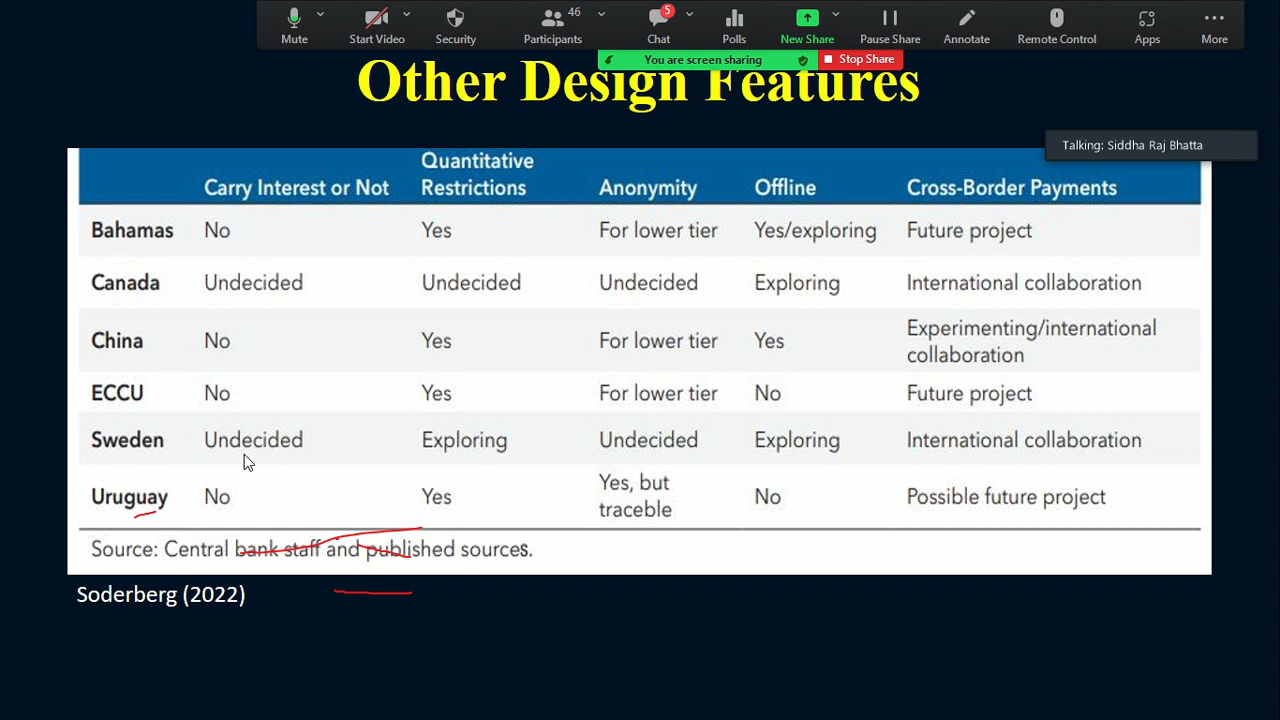 46
5
Mute Start Video Security Participants Chat Polls New Share Pause Share Annotate Remote Control Apps More
You are screen sharing Stop Share
Other Design Features
Talking: Siddha Raj Bhatta
Carry Interest or Not Quantitative Restrictions Anonymity Offline Cross-Border Payments
Bahamas No Yes For lower tier Yes/exploring Future project
Canada Undecided Undecided Undecided Exploring International collaboration
China No Yes For lower tier Yes Experimenting/international collaboration
ECCU No Yes For lower tier No Future project
Sweden Undecided Exploring Undecided Exploring International collaboration
Uruguay No Yes Yes, but traceable No Possible future project
Source: Central bank staff and published sources.
Soderberg (2022)